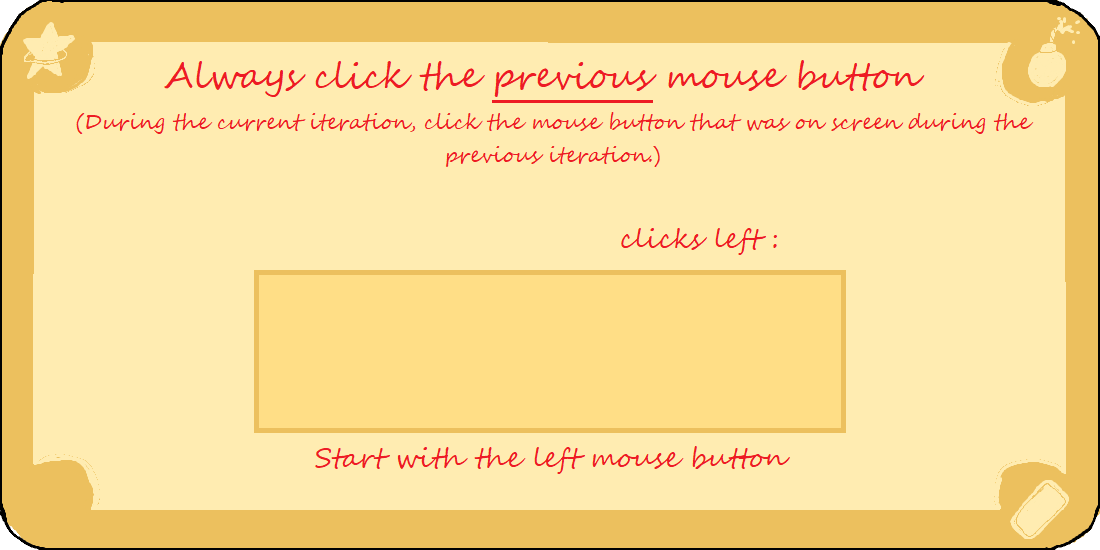 Always click the previous mouse button
(During the current iteration, click the mouse button that was on screen during the
previous iteration.)
clicks left :
Start with the left mouse button